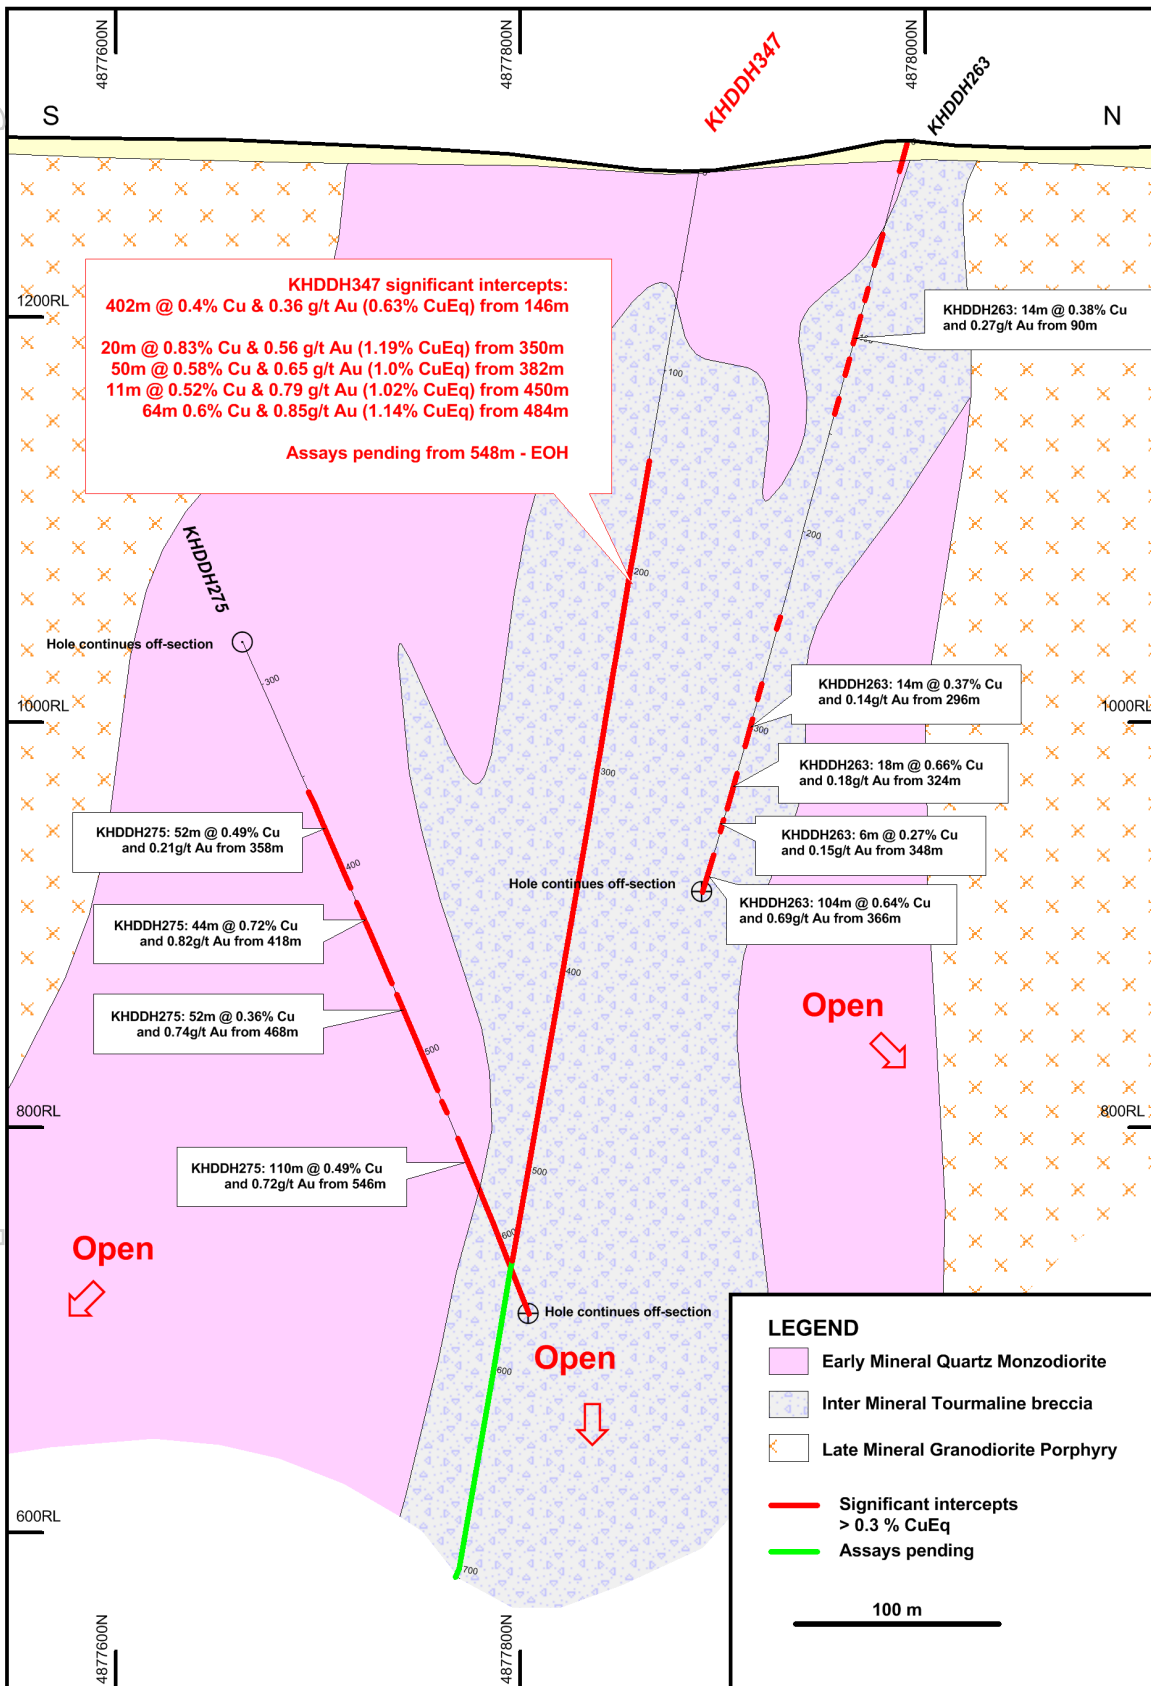 4877600N
4877800N
4878000N
S
KHDDH347
KHDDH263
N
0
0
1200RL
KHDDH347 significant intercepts:
402m @ 0.4% Cu & 0.36 g/t Au (0.63% CuEq) from 146m
20m @ 0.83% Cu & 0.56 g/t Au (1.19% CuEq) from 350m
50m @ 0.58% Cu & 0.65 g/t Au (1.0% CuEq) from 382m
11m @ 0.52% Cu & 0.79 g/t Au (1.02% CuEq) from 450m
64m 0.6% Cu & 0.85g/t Au (1.14% CuEq) from 484m
Assays pending from 548m - EOH
KHDDH263: 14m @ 0.38% Cu
and 0.27g/t Au from 90m
100
100
200
200
KHDDH275
Hole continues off-section
300
1000RL
1000RL
KHDDH263: 14m @ 0.37% Cu
and 0.14g/t Au from 296m
300
300
KHDDH263: 18m @ 0.66% Cu
and 0.18g/t Au from 324m
KHDDH275: 52m @ 0.49% Cu
and 0.21g/t Au from 358m
KHDDH263: 6m @ 0.27% Cu
and 0.15g/t Au from 348m
400
Hole continues off-section
KHDDH263: 104m @ 0.64% Cu
and 0.69g/t Au from 366m
KHDDH275: 44m @ 0.72% Cu
and 0.82g/t Au from 418m
400
KHDDH275: 52m @ 0.36% Cu
and 0.74g/t Au from 468m
Open
500
800RL
800RL
KHDDH275: 110m @ 0.49% Cu
and 0.72g/t Au from 546m
500
600
Open
Hole continues off-section
Open
600
600RL
700
LEGEND
Early Mineral Quartz Monzodiorite
Inter Mineral Tourmaline breccia
Late Mineral Granodiorite Porphyry
Significant intercepts
> 0.3 % CuEq
Assays pending
100 m
4877600N
4877800N